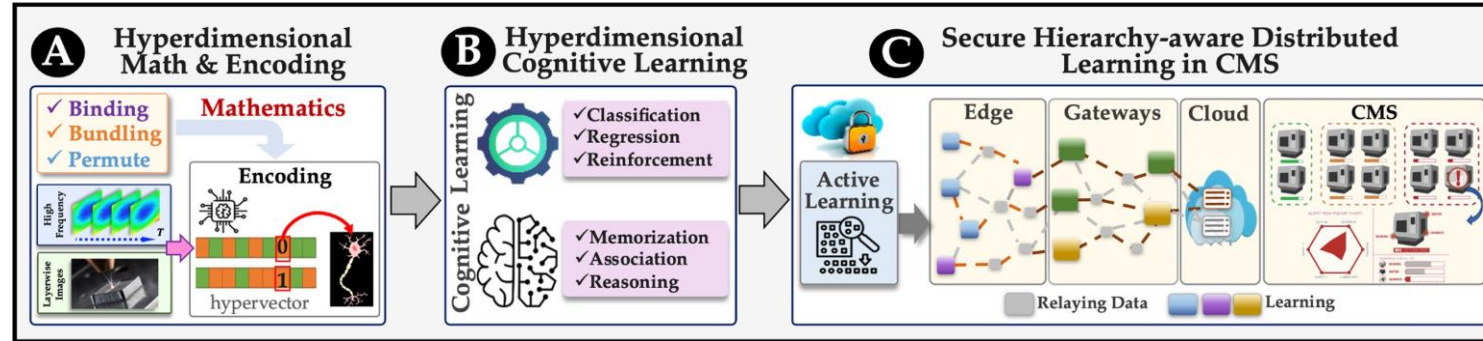 A
Hyperdimensional
Math & Encoding
✓ Binding
✓ Bundling
✓ Permute
Mathematics
High
Frequency
T
Layerwise
Images
Encoding
0
1
hypervector
B
Hyperdimensional
Cognitive Learning
Cognitive Learning
✓Classification
✓Regression
✓Reinforcement
✓Memorization
✓Association
✓Reasoning
C
Secure Hierarchy-aware Distributed
Learning in CMS
Active
Learning
Edge
Gateways
Cloud
CMS
Relaying Data
Learning